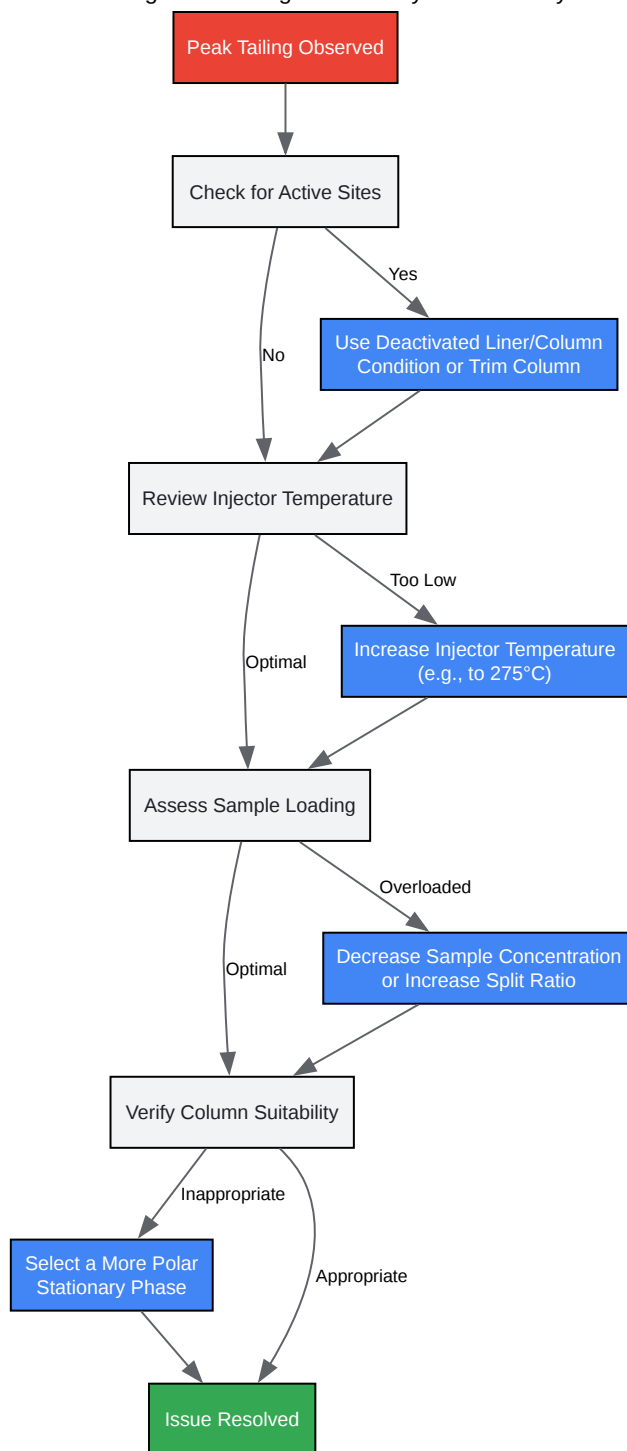 Peak Tailing Observed
Check for Active Sites
Yes
Use Deactivated Liner/Column
Condition or Trim Column
No
Review Injector Temperature
Too Low
Increase Injector Temperature
(e.g., to 275°C)
Optimal
Assess Sample Loading
Overloaded
Decrease Sample Concentration
or Increase Split Ratio
Optimal
Verify Column Suitability
Inappropriate
Select a More Polar
Stationary Phase
Appropriate
Issue Resolved